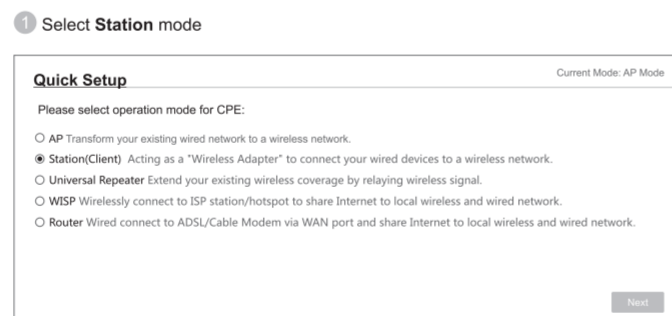 1 Select Station mode
Quick Setup
Current Mode: AP Mode
Please select operation mode for CPE:
AP Transform your existing wired network to a wireless network.
Station(Client) Acting as a "Wireless Adapter" to connect your wired devices to a wireless network.
Universal Repeater Extend your existing wireless coverage by relaying wireless signal.
WISP Wirelessly connect to ISP station/hotspot to share Internet to local wireless and wired network.
Router Wired connect to ADSL/Cable Modem via WAN port and share Internet to local wireless and wired network.
Next